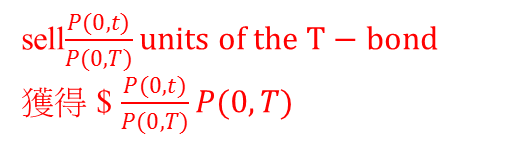 sell P(0,t)/P(0,T) units of the T − bond
獲得 $ P(0,t)/P(0,T) P(0,T)